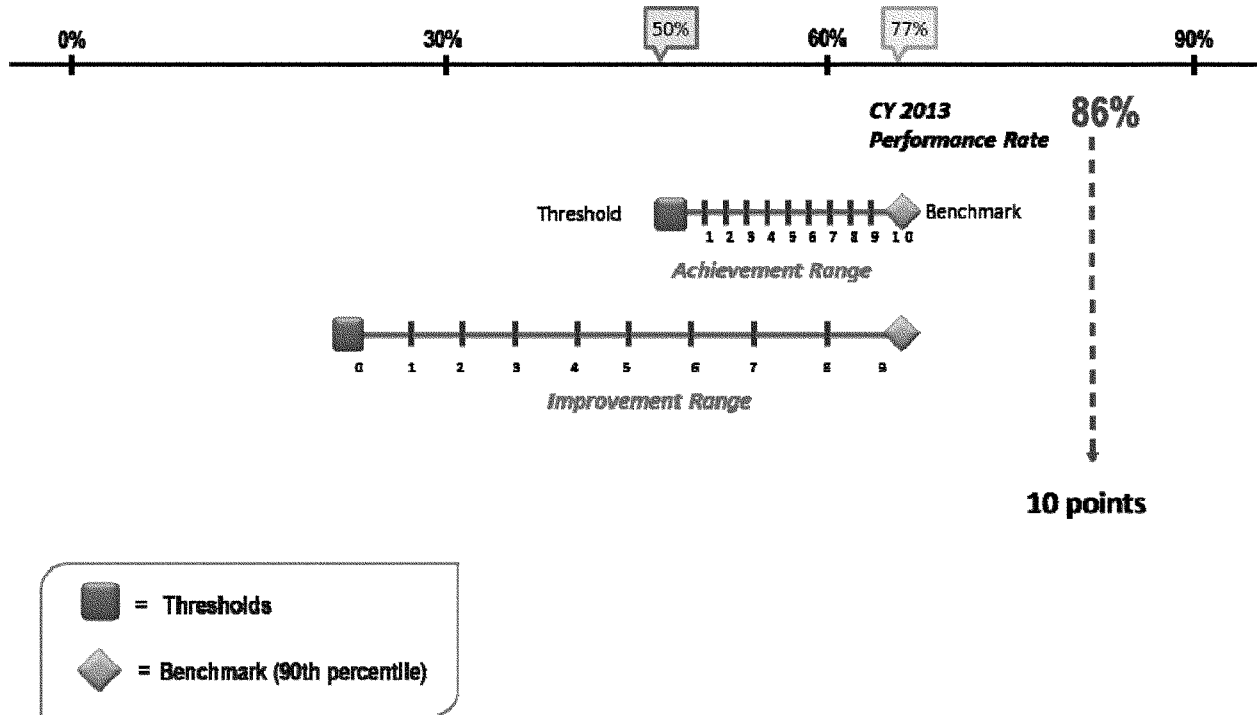 50% 77%
0% 30% 60% 90%
CY 2013 86%
Performance Rate
Threshold Benchmark
1 2 3 4 5 6 7 8 9 1 0
Achievement Range
0 1 2 3 4 5 6 7 8 9
Improvement Range
10 points
= Thresholds
= Benchmark (90th percentile)